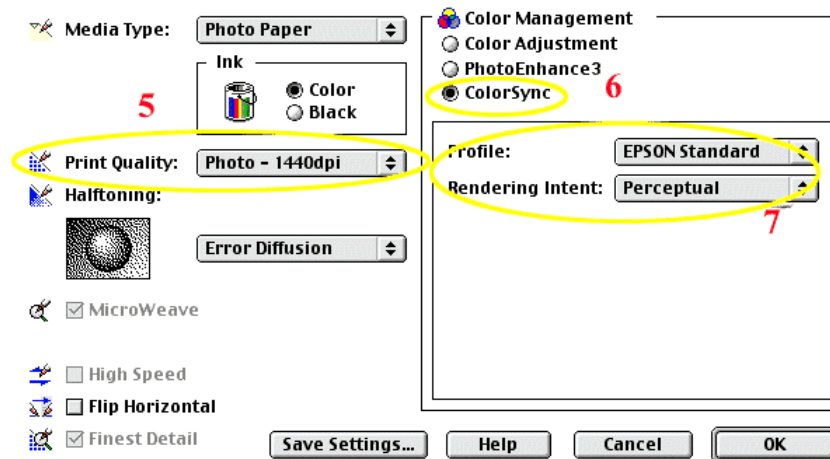 Media Type: Photo Paper
Ink
Color
Black
5
Print Quality: Photo - 1440dpi
Halftoning:
Error Diffusion
MicroWeave
High Speed
Flip Horizontal
Finest Detail
Color Management
Color Adjustment
PhotoEnhance3
ColorSync
6
Profile: EPSON Standard
Rendering Intent: Perceptual
7
Save Settings... Help Cancel OK